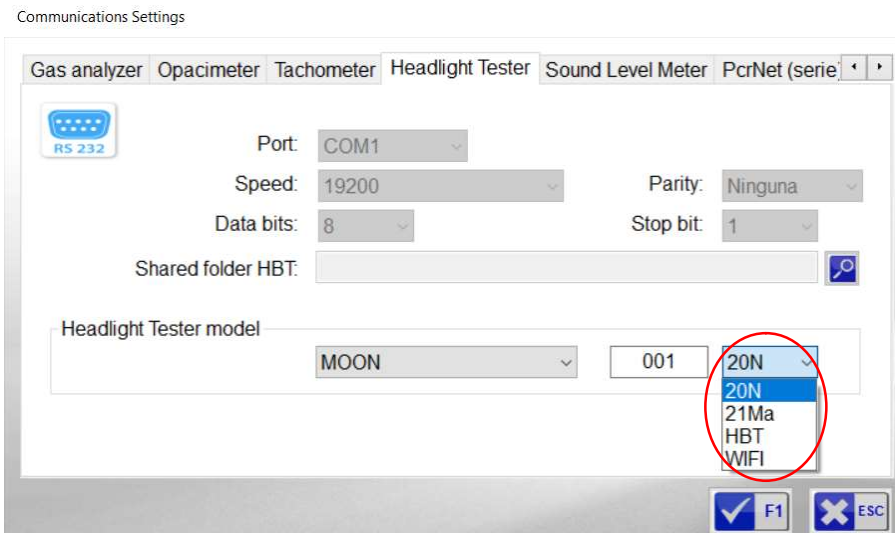 Communications Settings
Gas analyzer Opacimeter Tachometer Headlight Tester Sound Level Meter PcrNet (serie)
RS 232
Port: COM1
Speed: 19200 Parity: Ninguna
Data bits: 8 Stop bit: 1
Shared folder HBT:
Headlight Tester model
MOON 001 20N
20N
21Ma
HBT
WIFI
F1 ESC